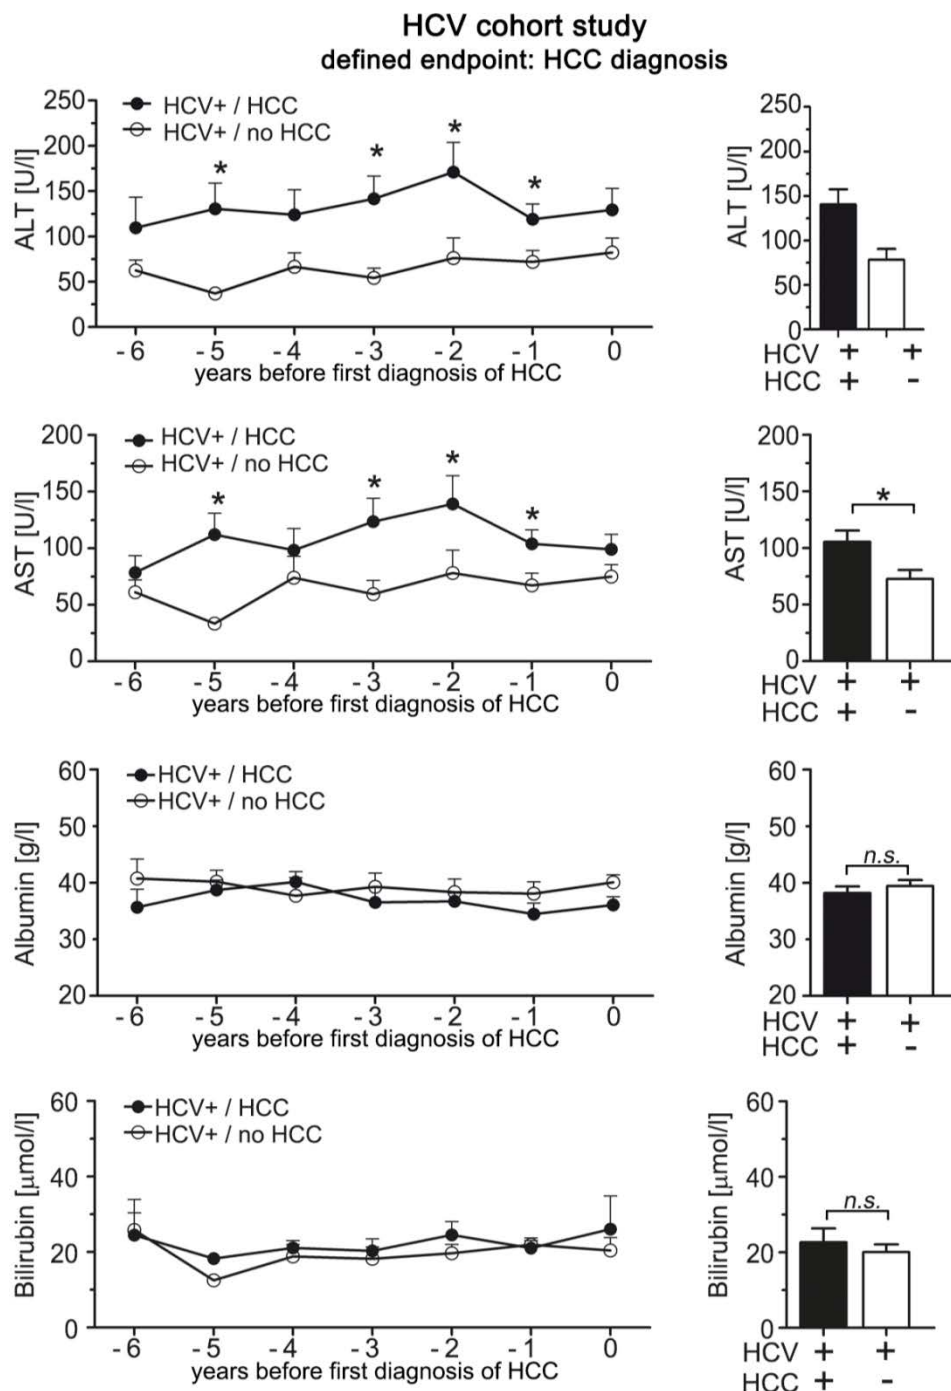 HCV cohort study
defined endpoint: HCC diagnosis
ALT [U/l]
250
200
150
100
50
0
HCV+ / HCC
HCV+ / no HCC
*
*
*
*
-6 -5 -4 -3 -2 -1 0
years before first diagnosis of HCC
ALT [U/l]
250
200
150
100
50
0
HCV + +
HCC + -
AST [U/l]
200
150
100
50
0
HCV+ / HCC
HCV+ / no HCC
*
*
*
*
-6 -5 -4 -3 -2 -1 0
years before first diagnosis of HCC
AST [U/l]
200
150
100
50
0
*
HCV + +
HCC + -
Albumin [g/l]
60
50
40
30
20
HCV+ / HCC
HCV+ / no HCC
-6 -5 -4 -3 -2 -1 0
years before first diagnosis of HCC
Albumin [g/l]
60
50
40
30
20
n.s.
HCV + +
HCC + -
Bilirubin [µmol/l]
60
40
20
0
HCV+ / HCC
HCV+ / no HCC
-6 -5 -4 -3 -2 -1 0
years before first diagnosis of HCC
Bilirubin [µmol/l]
60
40
20
0
n.s.
HCV + +
HCC + -